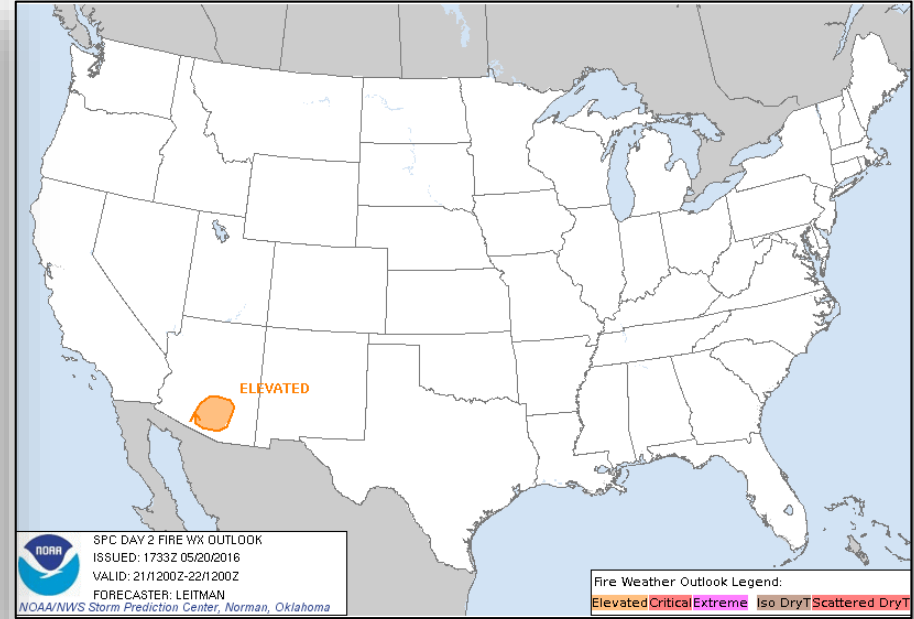 ELEVATED
NOAA
SPC DAY 2 FIRE WX OUTLOOK
ISSUED: 1733Z 05/20/2016
VALID: 21/1200Z-22/1200Z
FORECASTER: LEITMAN
NOAA/NWS Storm Prediction Center, Norman, Oklahoma
Fire Weather Outlook Legend:
Elevated Critical Extreme Iso DryT Scattered DryT